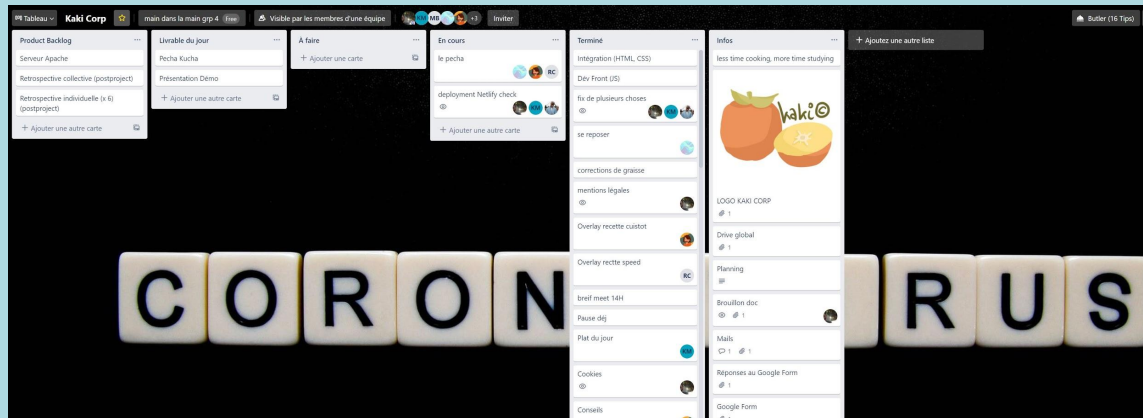 Tableau
Kaki Corp
main dans la main grp 4 Free
Visible par les membres d'une équipe
KM MB +3
Inviter
Butler (16 Tips)
Product Backlog
Serveur Apache
Retrospective collective (postproject)
Retrospective individuelle (x 6)
(postproject)
+ Ajouter une autre carte
Livrable du jour
Pecha Kucha
Présentation Démo
+ Ajouter une autre carte
À faire
+ Ajouter une carte
En cours
le pecha
RC
deployment Netlify check
KM
+ Ajouter une autre carte
Terminé
Intégration (HTML, CSS)
Dév Front (JS)
fix de plusieurs choses
KM
se reposer
corrections de graisse
mentions légales
Overlay recette cuistot
Overlay rectte speed
RC
breif meet 14H
Pause déj
Plat du jour
KM
Cookies
Conseils
Infos
less time cooking, more time studying
kaki©
LOGO KAKI CORP
1
Drive global
1
Planning
Brouillon doc
1
Mails
1 1
Réponses au Google Form
1
Google Form
+ Ajoutez une autre liste
CORON RUS